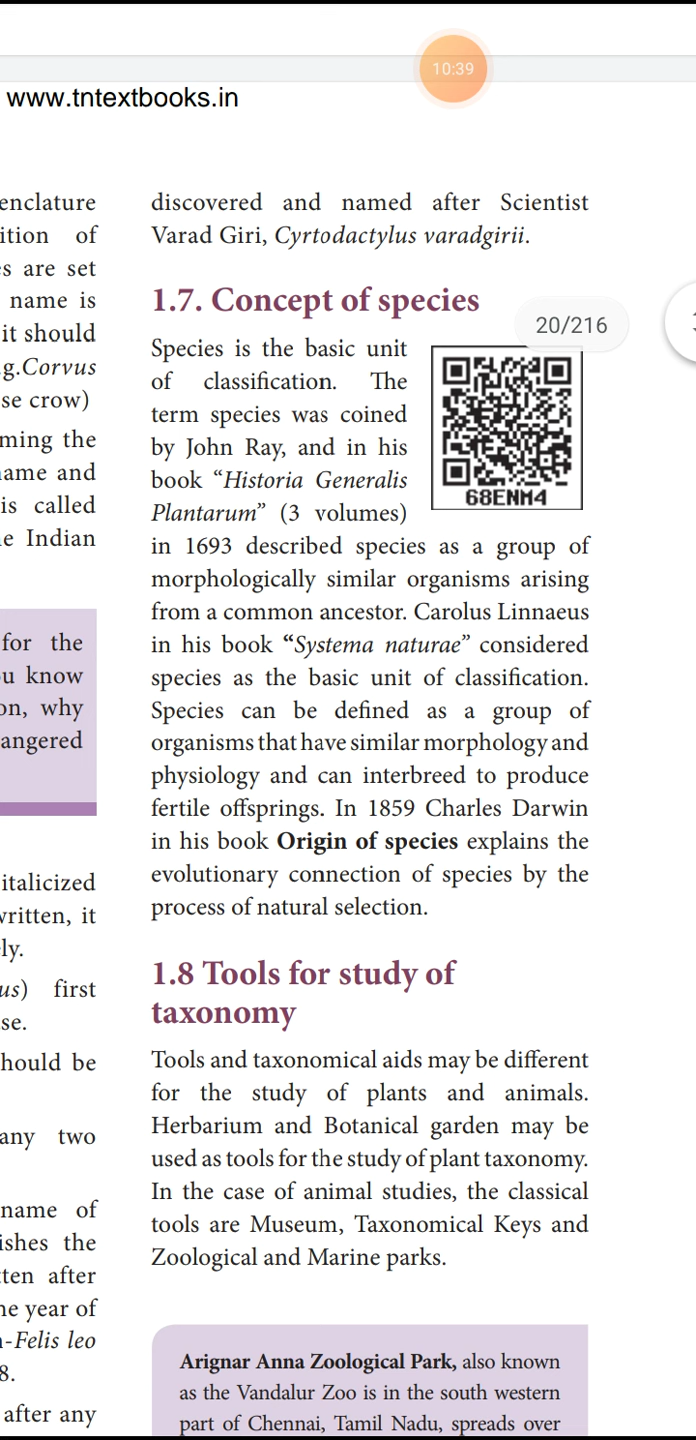 10:39
www.tntextbooks.in
enclature
ition of
s are set
name is
it should
g.Corvus
se crow)
ming the
ame and
is called
e Indian
for the
u know
on, why
angered
italicized
written, it
ly.
us) first
se.
hould be
any two
name of
ishes the
ten after
he year of
-Felis leo
8.
after any
discovered and named after Scientist
Varad Giri, Cyrtodactylus varadgirii.
1.7. Concept of species
20/216
Species is the basic unit
of classification. The
term species was coined
by John Ray, and in his
book “Historia Generalis
Plantarum” (3 volumes)
68ENM4
in 1693 described species as a group of
morphologically similar organisms arising
from a common ancestor. Carolus Linnaeus
in his book “Systema naturae” considered
species as the basic unit of classification.
Species can be defined as a group of
organisms that have similar morphology and
physiology and can interbreed to produce
fertile offsprings. In 1859 Charles Darwin
in his book Origin of species explains the
evolutionary connection of species by the
process of natural selection.
1.8 Tools for study of
taxonomy
Tools and taxonomical aids may be different
for the study of plants and animals.
Herbarium and Botanical garden may be
used as tools for the study of plant taxonomy.
In the case of animal studies, the classical
tools are Museum, Taxonomical Keys and
Zoological and Marine parks.
Arignar Anna Zoological Park, also known
as the Vandalur Zoo is in the south western
part of Chennai, Tamil Nadu, spreads over